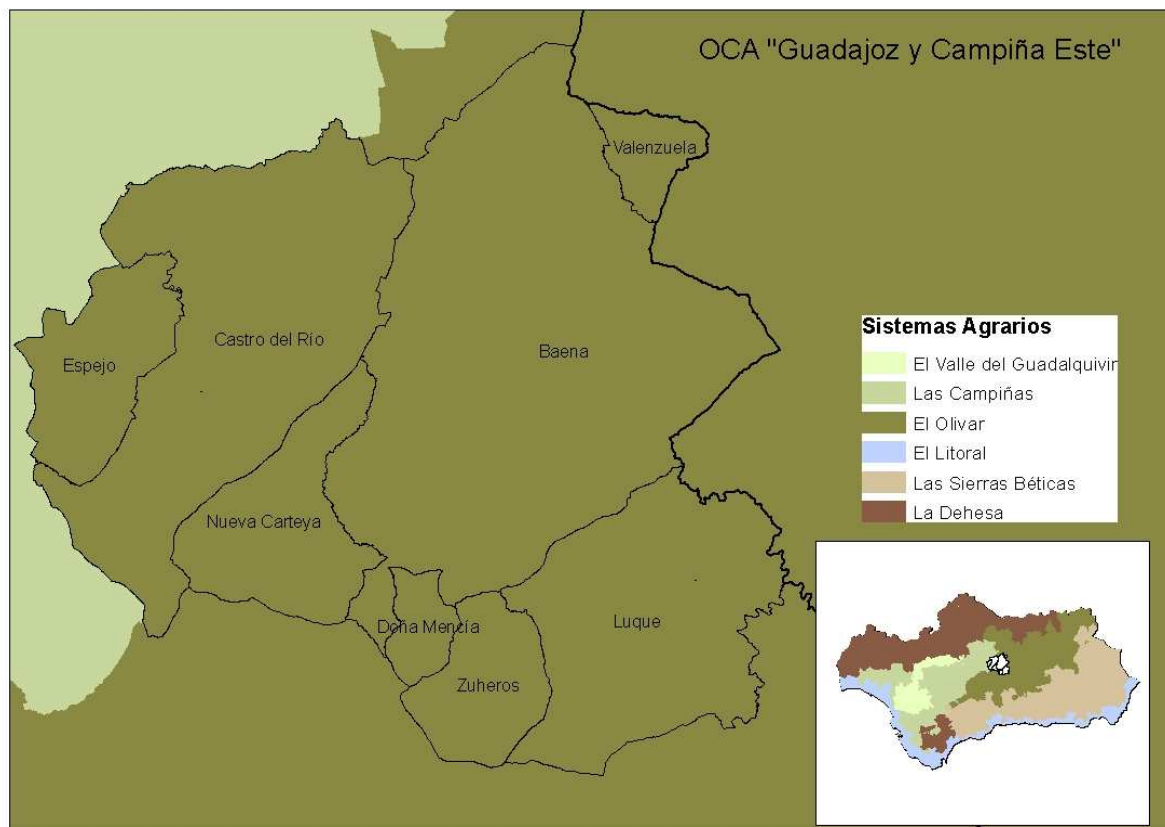 OCA "Guadajoz y Campiña Este"
Valenzuela
Castro del Río
Baena
Espejo
Nueva Carteya
Doña Mencía
Luque
Zuheros
Sistemas Agrarios
El Valle del Guadalquivir
Las Campiñas
El Olivar
El Litoral
Las Sierras Béticas
La Dehesa